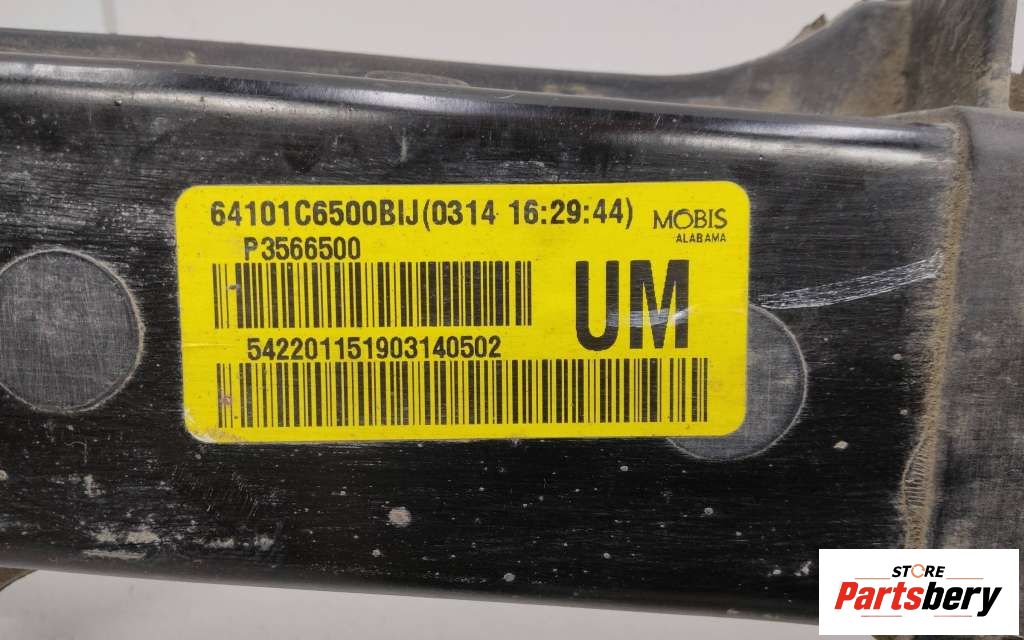 64101C6500BIJ(0314 16:29:44)
MOBIS
ALABAMA
P3566500
UM
542201151903140502
STORE
Partsbery